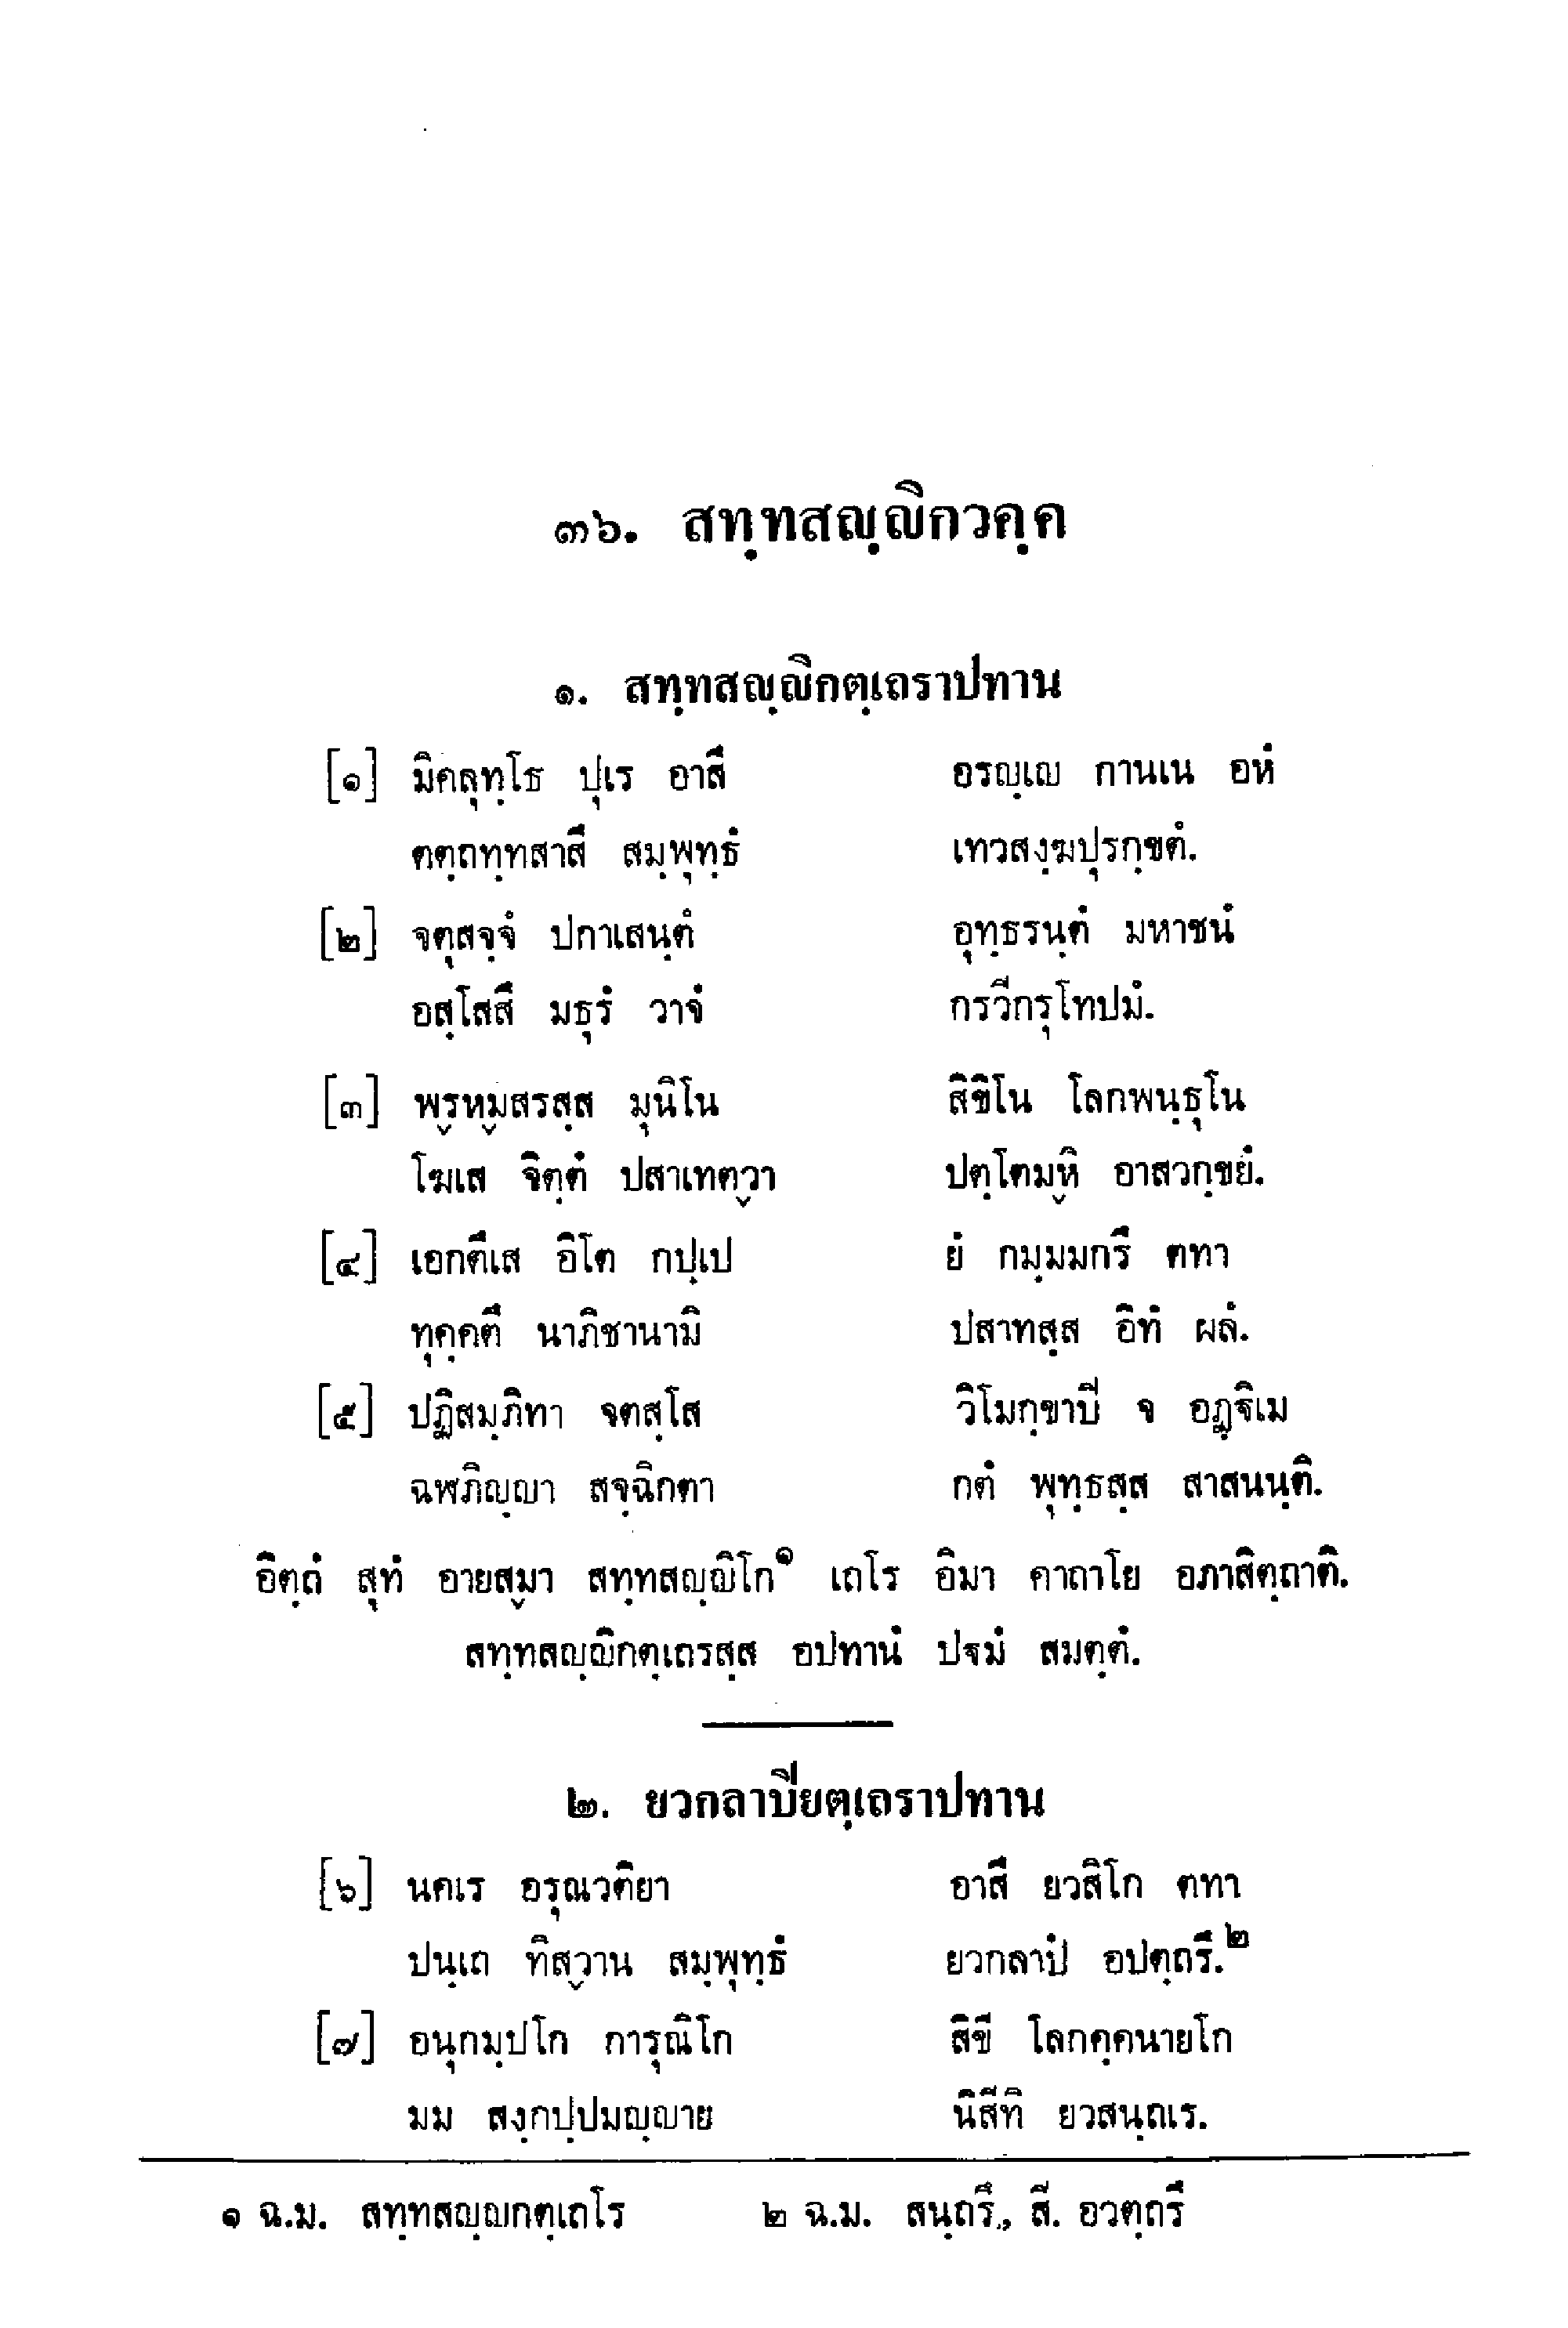 ๓๖. สทฺทสญฺญิกวคฺค
๑. สทฺทสญฺญิกตฺเถราปทาน
[๑] มิคลุทฺโธ ปุเร อาสึ อรญฺเญ กานเน อหํ
ตตฺถทฺทสาสึ สมฺพุทฺธํ เทวสงฺฆปุรกฺขตํ.
[๒] จตุสจฺจํ ปกาเสนฺตํ อุทฺธรนฺตํ มหาชนํ
อสฺโสสึ มธุรํ วาจํ กรวีกรุโทปมํ.
[๓] พฺรหฺมสรสฺส มุนิโน สิขิโน โลกพนฺธุโน
โฆเส จิตฺตํ ปสาเทตฺวา ปตฺโตมฺหิ อาสวกฺขยํ.
[๔] เอกตึเส อิโต กปฺเป ยํ กมฺมมกรึ ตทา
ทุคฺคตึ นาภิชานามิ ปสาทสฺส อิทํ ผลํ.
[๕] ปฏิสมฺภิทา จตสฺโส วิโมกฺขาปิ จ อฏฺฐิเม
ฉฬภิญฺญา สจฺฉิกตา กตํ พุทฺธสฺส สาสนนฺติ.
อิตฺถํ สุทํ อายสฺมา สทฺทสญฺญิโก๑ เถโร อิมา คาถาโย อภาสิตฺถาติ.
สทฺทสญฺญิกตฺเถรสฺส อปทานํ ปฐมํ สมตฺตํ.
๒. ยวกลาปิยตฺเถราปทาน
[๖] นคเร อรุณวติยา อาสึ ยวสิโก ตทา
ปนฺเถ ทิสฺวาน สมฺพุทฺธํ ยวกลาปํ อปตฺถรึ.๒
[๗] อนุกมฺปโก การุณิโก สิขี โลกคฺคนายโก
มม สงฺกปฺปมญฺญาย นิสีทิ ยวสนฺถเร.
๑ ฉ.ม. สทฺทสญฺญกตฺเถโร ๒ ฉ.ม. สนฺถรึ, สี. อวตฺถรึ